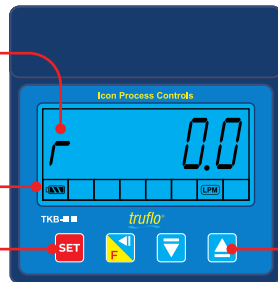 Icon Process Controls
r 0.0
LPM
TKB-■■ truflo®
SET F